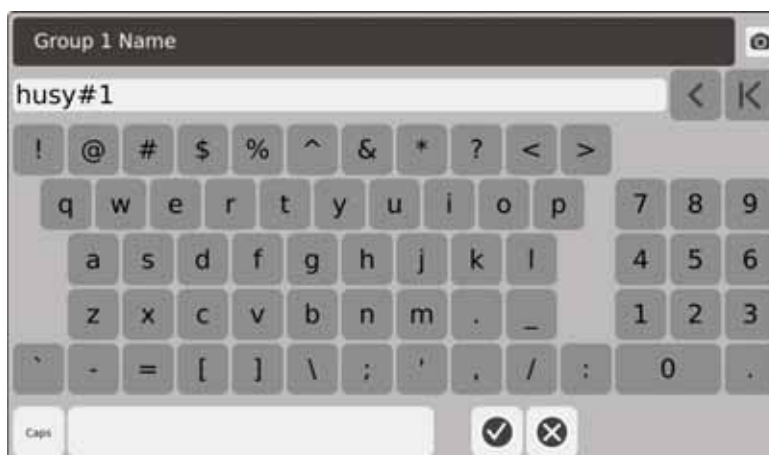 Group 1 Name
husy#1
! @ # $ % ^ & * ? < >
q w e r t y u i o p 7 8 9
a s d f g h j k l 4 5 6
z x c v b n m . _ 1 2 3
` - = [ ] \ ; ' , / : 0 .
Caps